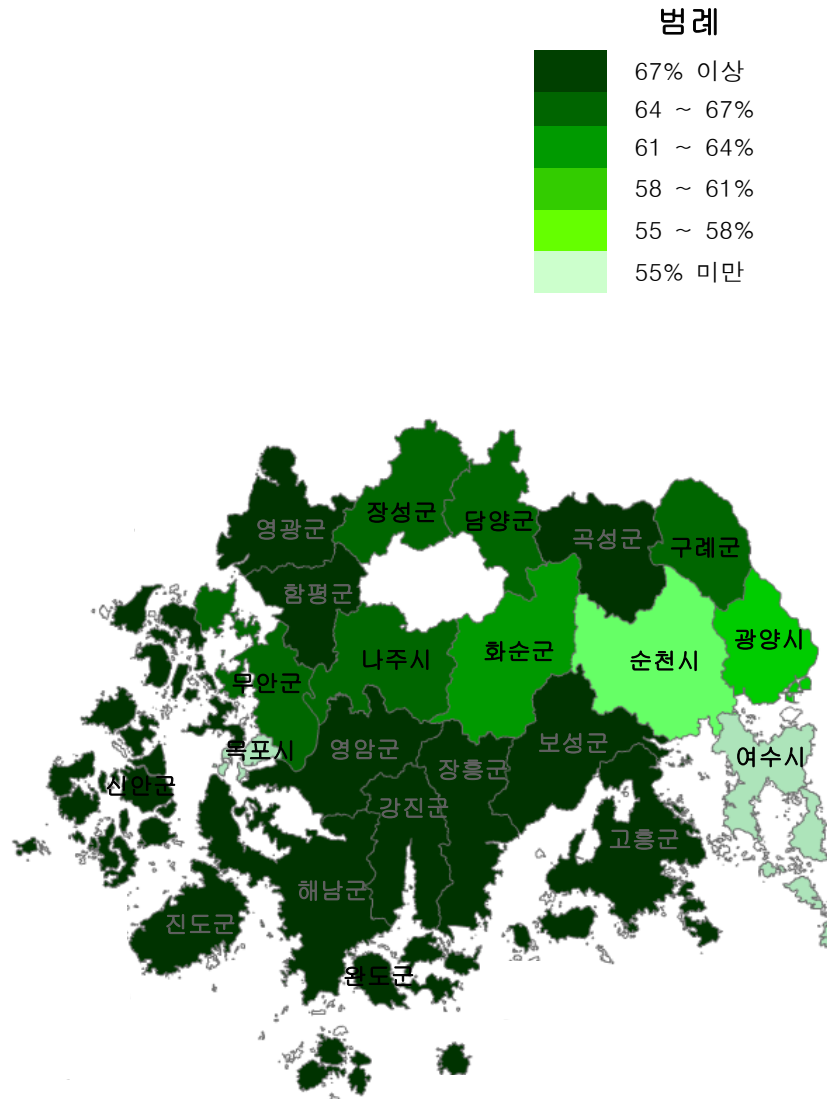 범례
67% 이상
64 ~ 67%
61 ~ 64%
58 ~ 61%
55 ~ 58%
55% 미만
장성군
담양군
영광군
곡성군
구례군
함평군
광양시
화순군
나주시
순천시
무안군
보성군
목포시
영암군
여수시
장흥군
신안군
강진군
고흥군
해남군
진도군
완도군